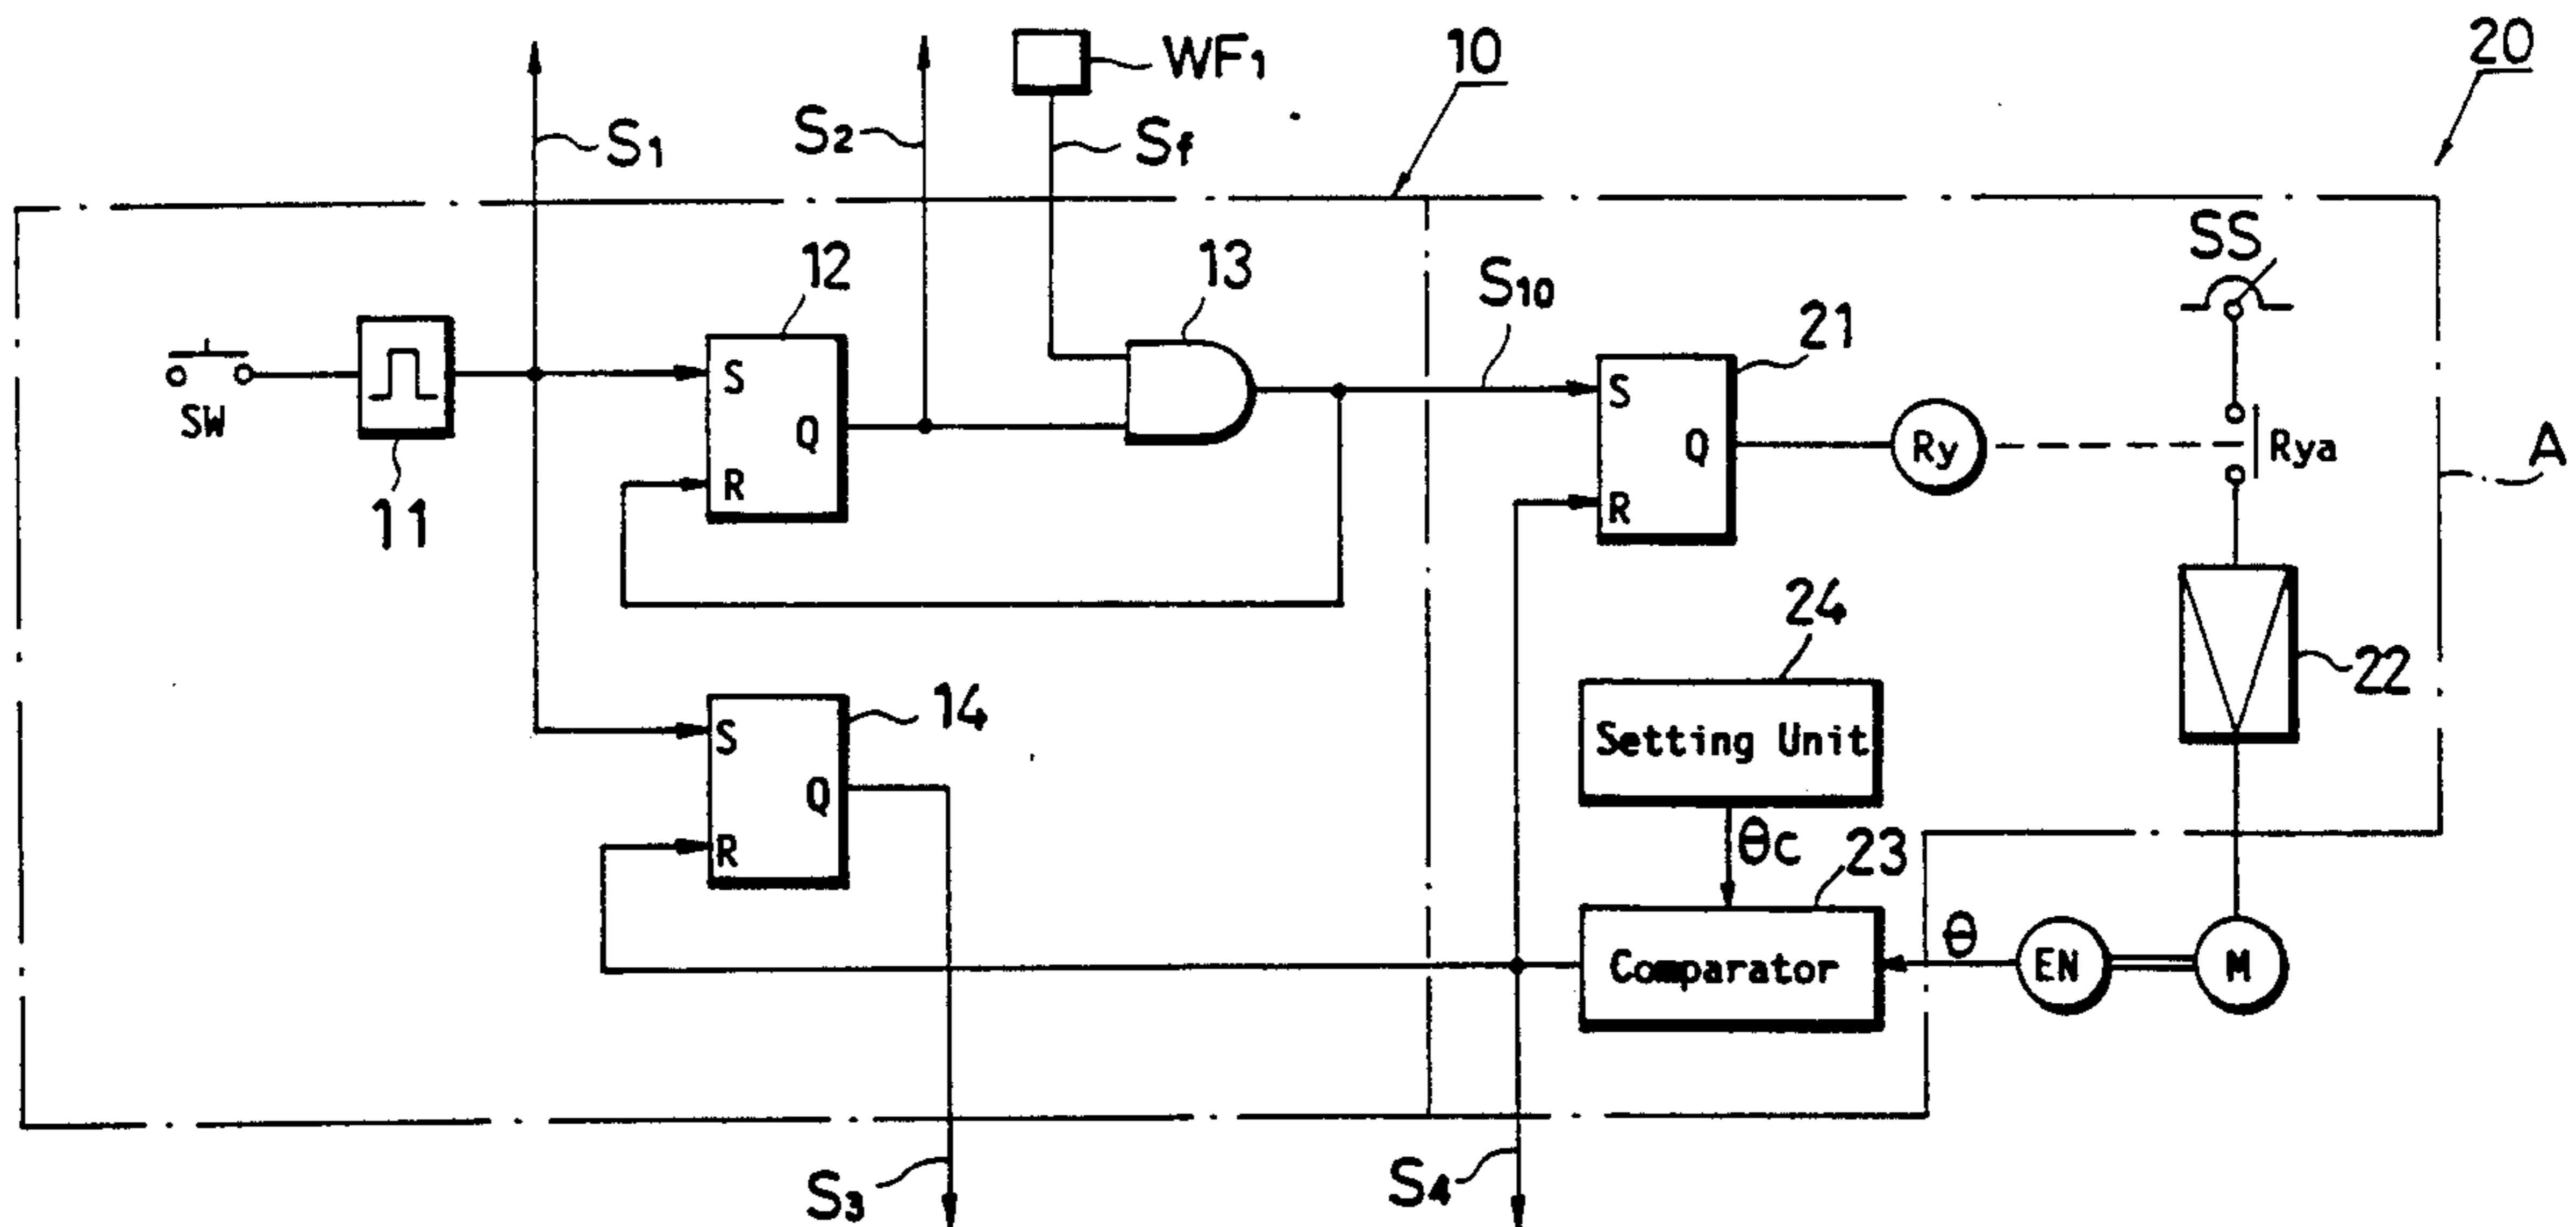 10
20
WF1
S1
S2
Sf
SS
12
13
S10
21
S
Q
R
SW
11
S
Q
R
Ry
Rya
A
24
Setting Unit
22
14
S
Q
R
θc
23
Comparator
θ
EN
M
S3
S4